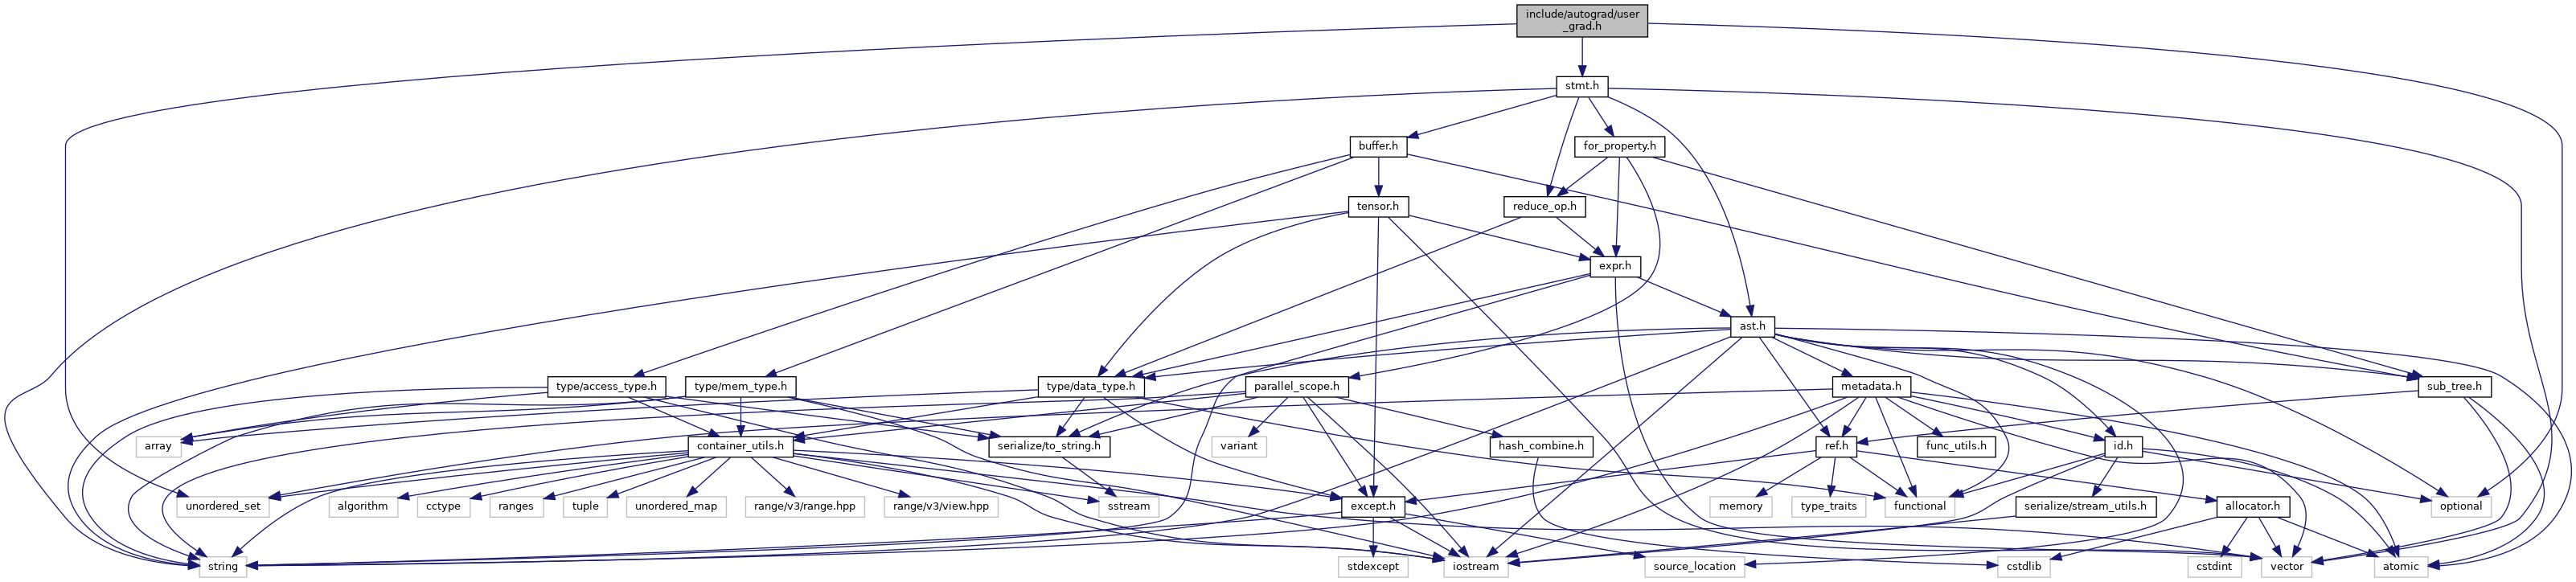 include/autograd/user
_grad.h
stmt.h
buffer.h
for_property.h
tensor.h
reduce_op.h
expr.h
ast.h
type/access_type.h
type/mem_type.h
type/data_type.h
parallel_scope.h
metadata.h
sub_tree.h
array
container_utils.h
serialize/to_string.h
variant
hash_combine.h
ref.h
func_utils.h
id.h
unordered_set
algorithm
cctype
ranges
tuple
unordered_map
range/v3/range.hpp
range/v3/view.hpp
sstream
except.h
memory
type_traits
functional
serialize/stream_utils.h
allocator.h
optional
string
stdexcept
iostream
source_location
cstdlib
cstdint
vector
atomic